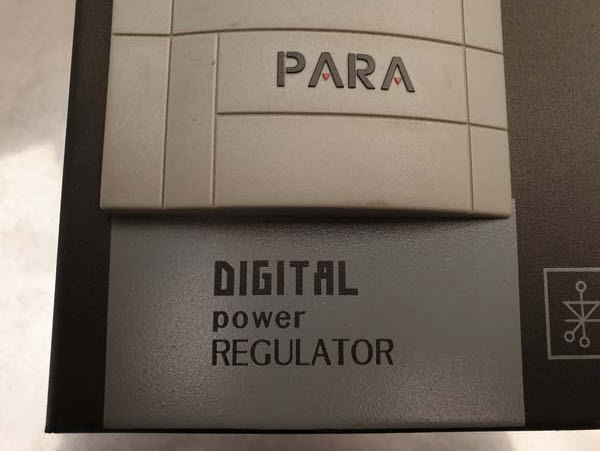 PARA
DIGITAL
power
REGULATOR